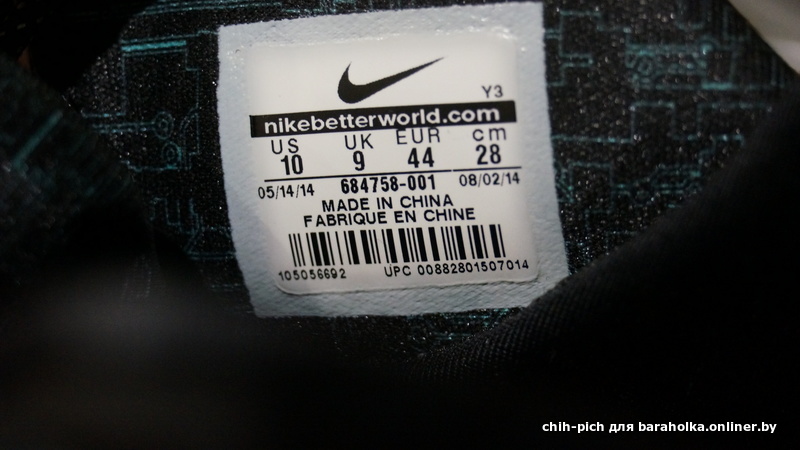 Y3
nikebetterworld.com
US UK EUR cm
10 9 44 28
05/14/14 684758-001 08/02/14
MADE IN CHINA
FABRIQUE EN CHINE
105056692 UPC 00882801507014
chih-pich для baraholka.onliner.by